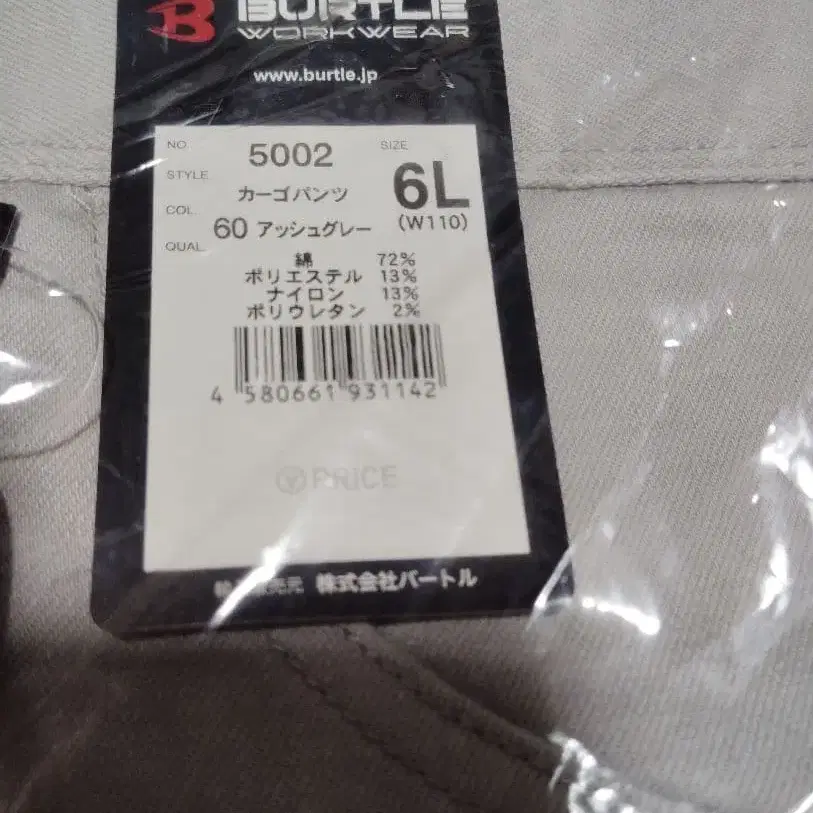 BURTLE
WORKWEAR
www.burtle.jp
NO. 5002 SIZE
STYLE カーゴパンツ 6L
COL. 60 アッシュグレー (W110)
QUAL. 綿 72%
ポリエステル 13%
ナイロン 13%
ポリウレタン 2%
4 580661 931142
PRICE
販売元 株式会社バートル